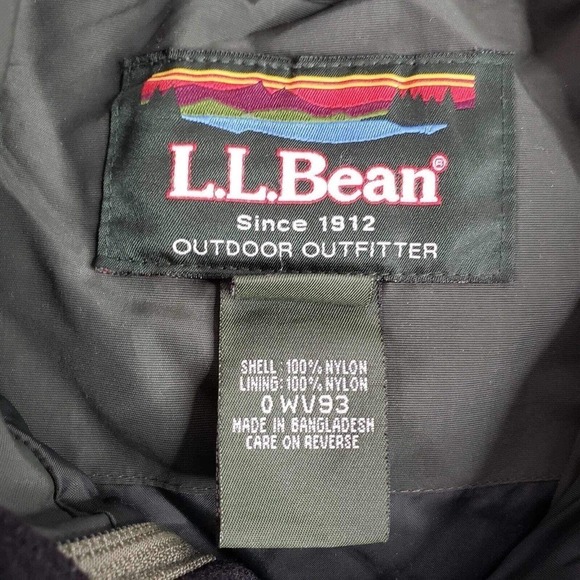 L.L.Bean®
Since 1912
OUTDOOR OUTFITTER
SHELL: 100% NYLON
LINING: 100% NYLON
0 WV93
MADE IN BANGLADESH
CARE ON REVERSE